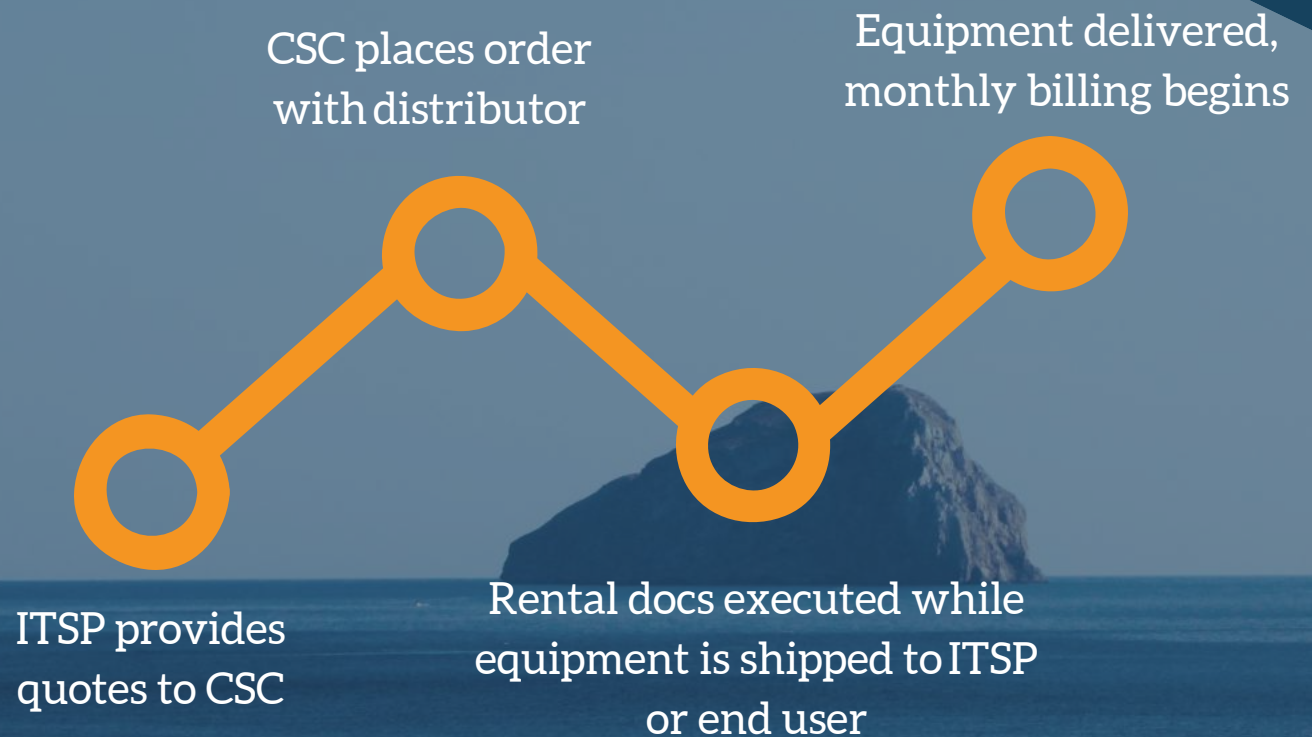 ITSP provides
quotes to CSC
CSC places order
with distributor
Rental docs executed while
equipment is shipped to ITSP
or end user
Equipment delivered,
monthly billing begins